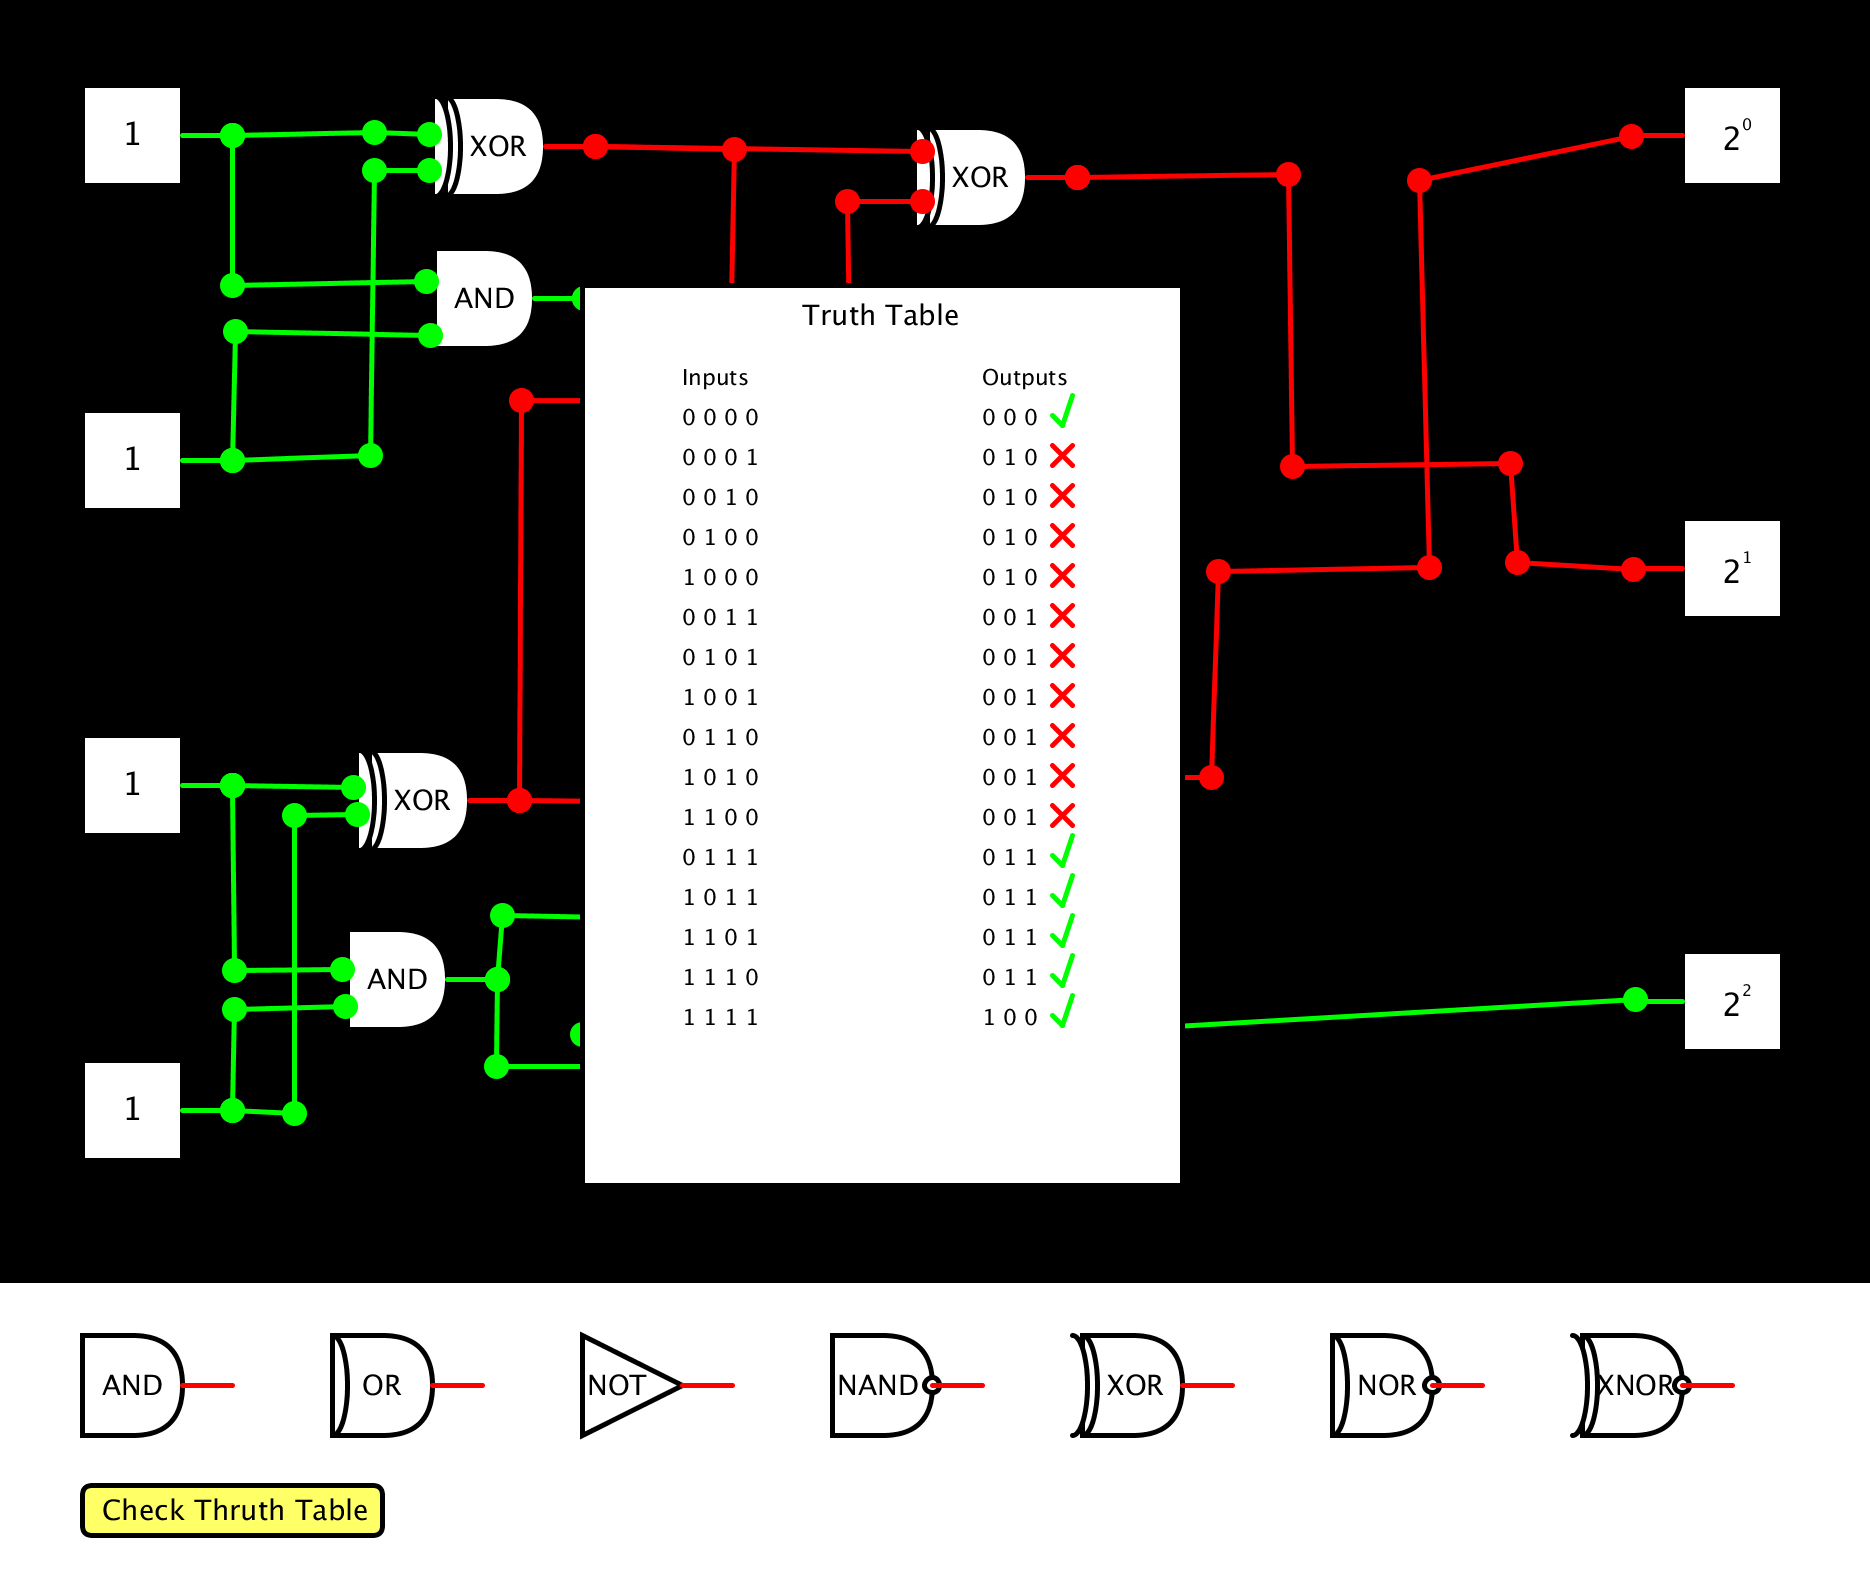 1
XOR
XOR
2^0
AND
1
2^1
1
XOR
AND
2^2
1
Truth Table
Inputs Outputs
0 0 0 0 0 0 0
0 0 0 1 0 1 0
0 0 1 0 0 1 0
0 1 0 0 0 1 0
1 0 0 0 0 1 0
0 0 1 1 0 0 1
0 1 0 1 0 0 1
1 0 0 1 0 0 1
0 1 1 0 0 0 1
1 0 1 0 0 0 1
1 1 0 0 0 0 1
0 1 1 1 0 1 1
1 0 1 1 0 1 1
1 1 0 1 0 1 1
1 1 1 0 0 1 1
1 1 1 1 1 0 0
AND OR NOT NAND XOR NOR XNOR
Check Thruth Table